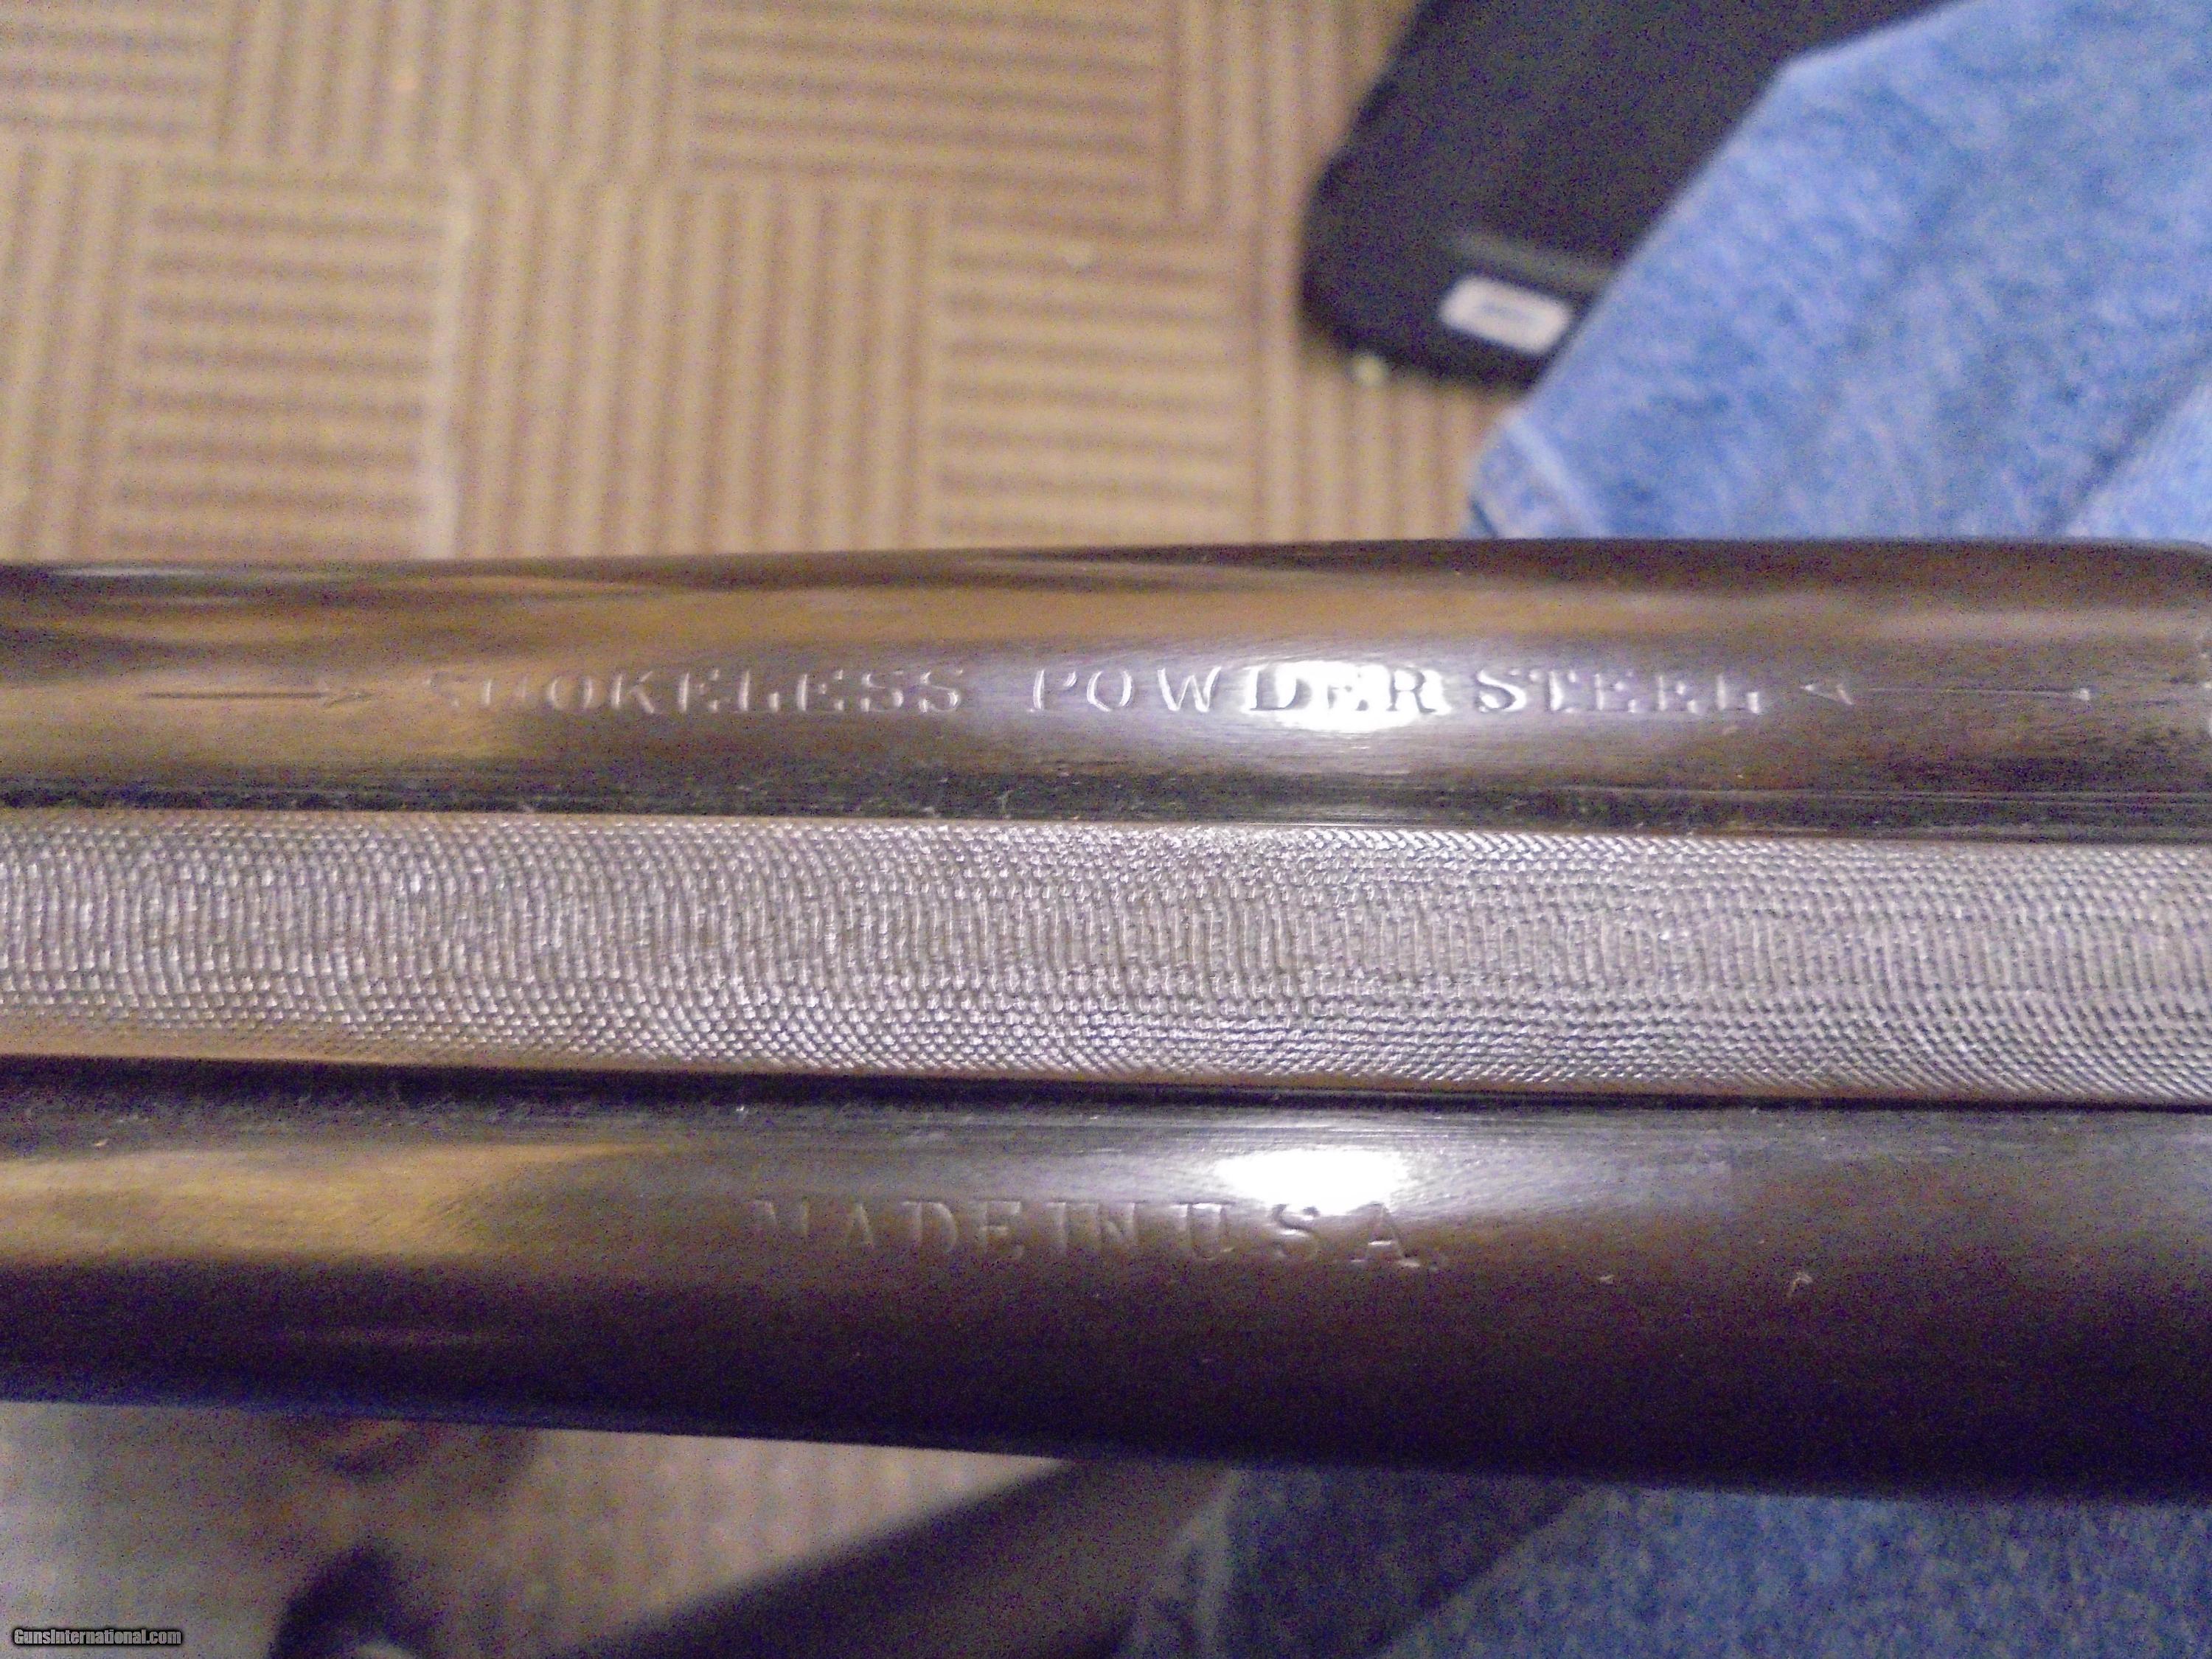 SMOKELESS POWDER STEEL
MADE IN U.S.A.
GunsInternational.com